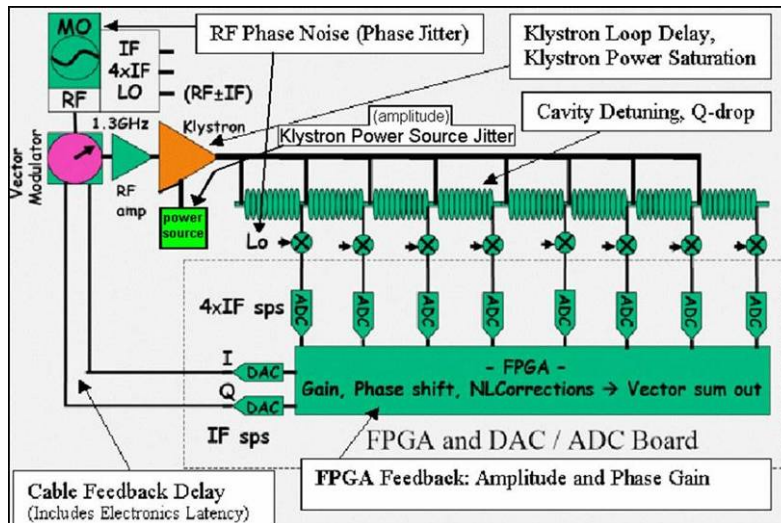 MO
IF
4xIF
LO
RF
(RF±IF)
RF Phase Noise (Phase Jitter)
Klystron Loop Delay,
Klystron Power Saturation
1.3GHz
Klystron
(amplitude)
Klystron Power Source Jitter
Cavity Detuning, Q-drop
Vector
Modulator
RF
amp
power
source
Lo
4xIF sps
ADC
ADC
ADC
ADC
ADC
ADC
ADC
ADC
I
DAC
Q
DAC
IF sps
- FPGA -
Gain, Phase shift, NLCorrections → Vector sum out
FPGA and DAC / ADC Board
FPGA Feedback: Amplitude and Phase Gain
Cable Feedback Delay
(Includes Electronics Latency)